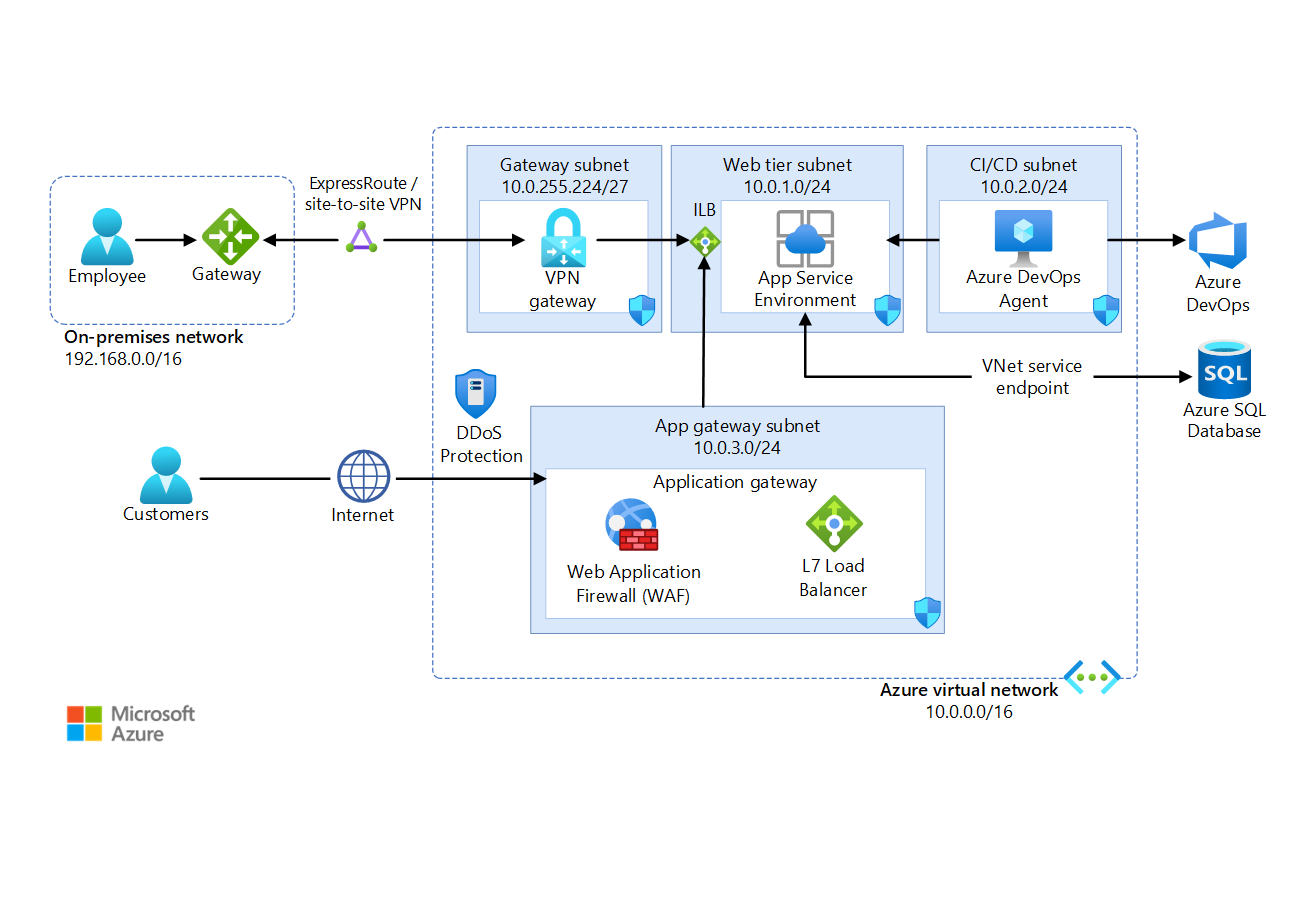 Gateway subnet
10.0.255.224/27
Web tier subnet
10.0.1.0/24
CI/CD subnet
10.0.2.0/24
ExpressRoute /
site-to-site VPN
ILB
Employee
Gateway
VPN
gateway
App Service
Environment
Azure DevOps
Agent
Azure
DevOps
On-premises network
192.168.0.0/16
VNet service
endpoint
SQL
Azure SQL
Database
DDoS
Protection
App gateway subnet
10.0.3.0/24
Application gateway
Customers
Internet
Web Application
Firewall (WAF)
L7 Load
Balancer
Azure virtual network
10.0.0.0/16
Microsoft
Azure